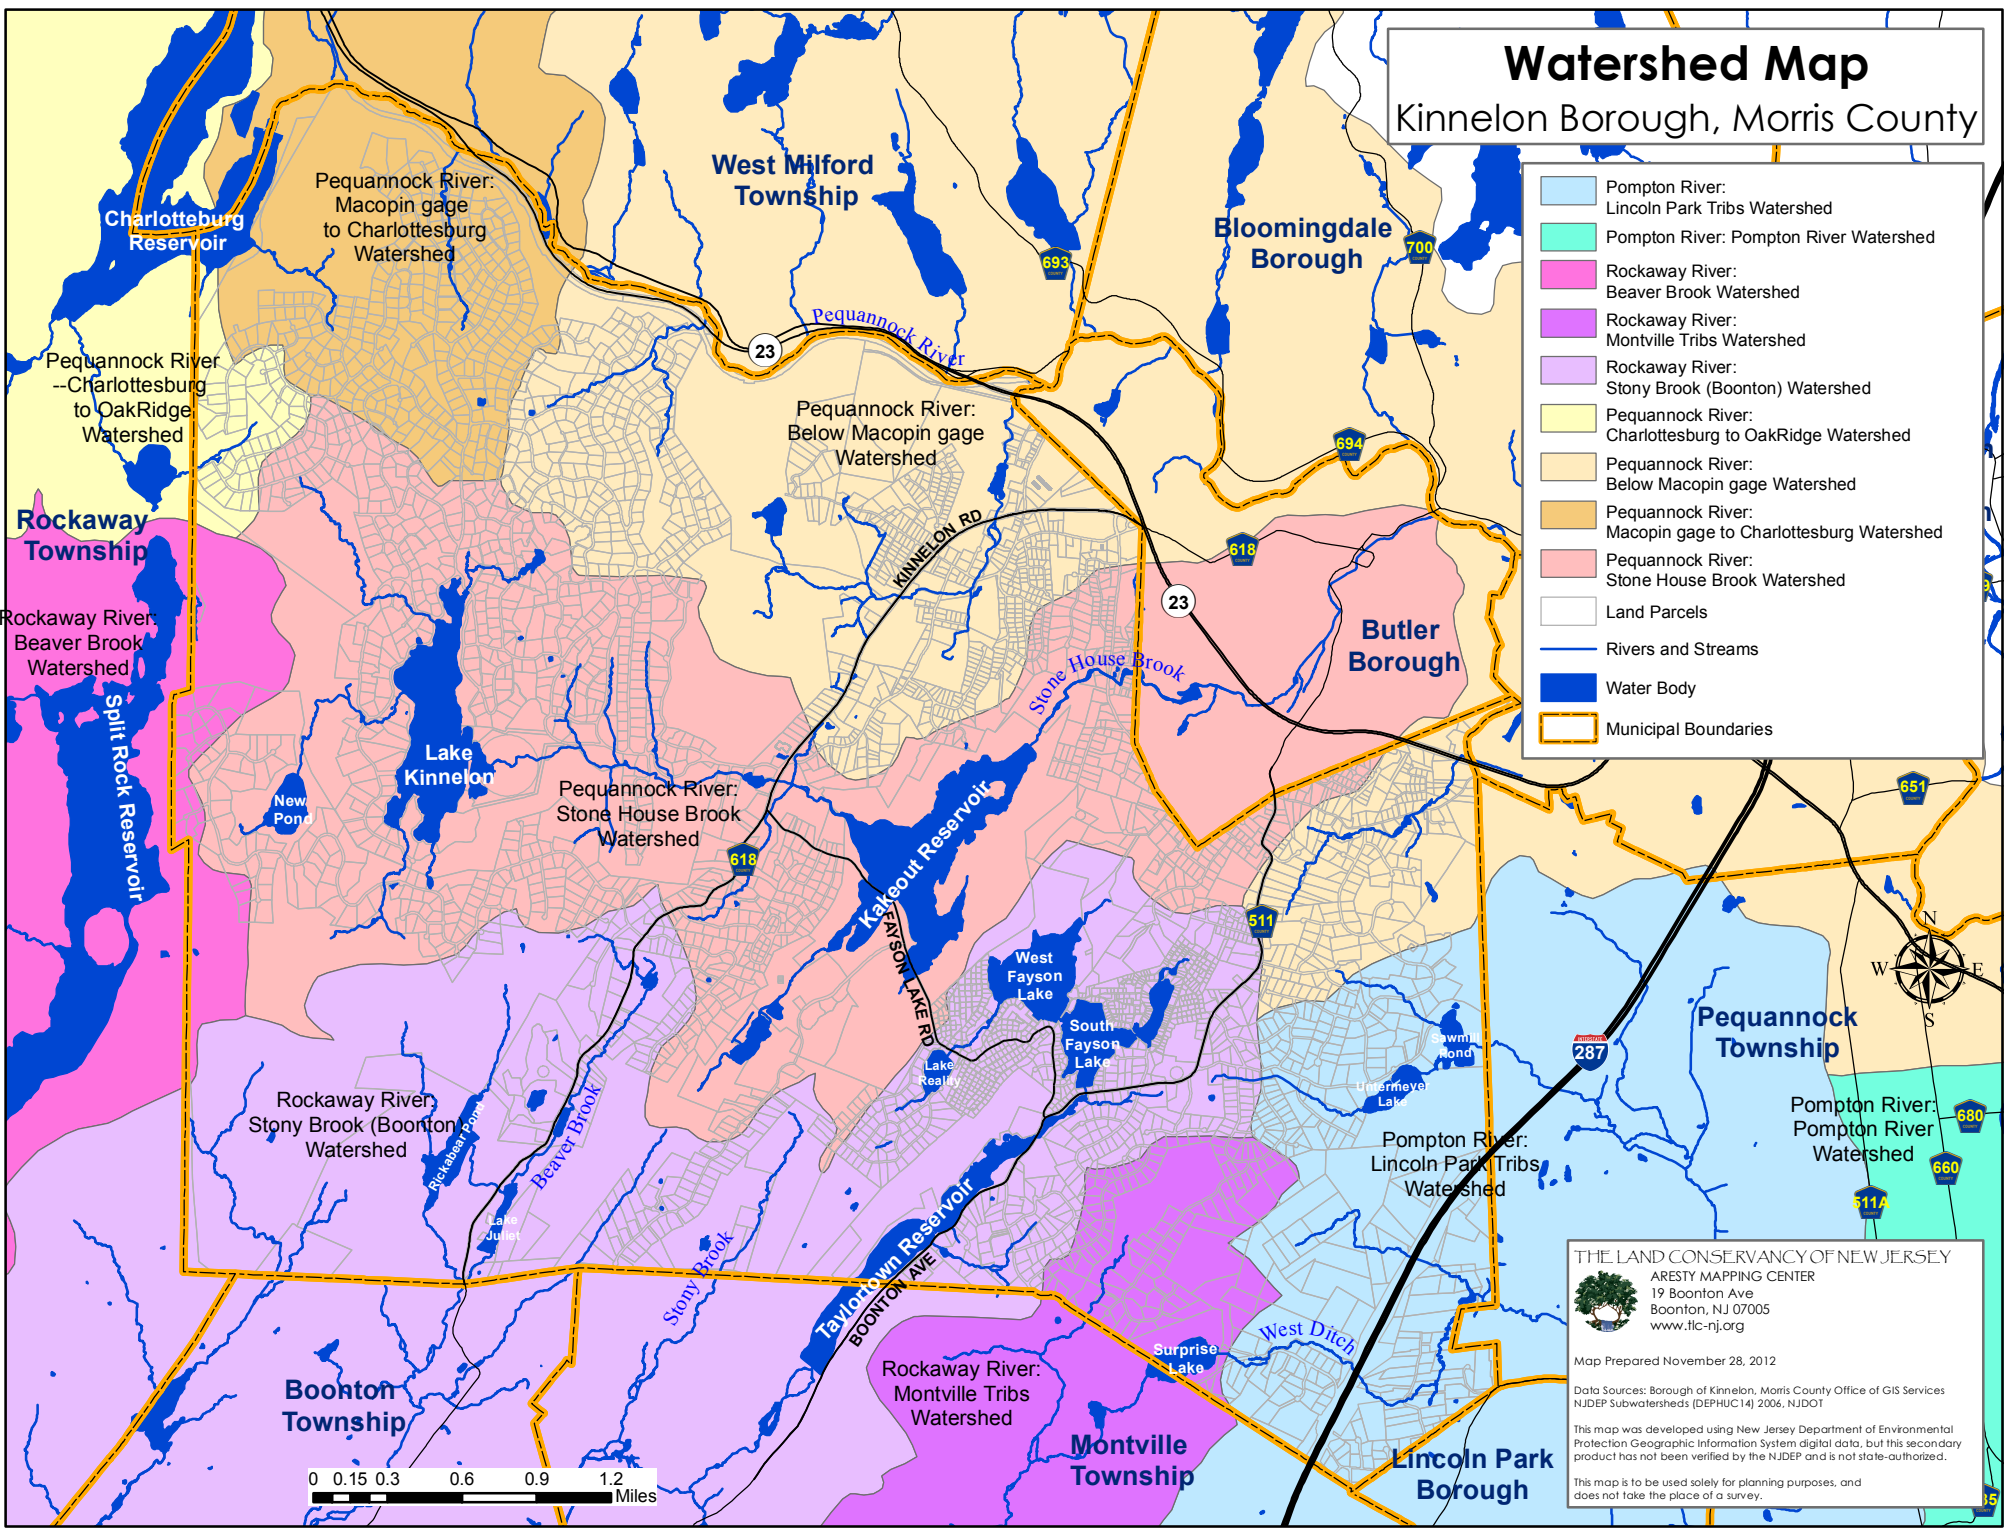 Watershed Map
Kinnelon Borough, Morris County
Pompton River:
Lincoln Park Tribs Watershed
Pompton River: Pompton River Watershed
Rockaway River:
Beaver Brook Watershed
Rockaway River:
Montville Tribs Watershed
Rockaway River:
Stony Brook (Boonton) Watershed
Pequannock River:
Charlottesburg to OakRidge Watershed
Pequannock River:
Below Macopin gage Watershed
Pequannock River:
Macopin gage to Charlottesburg Watershed
Pequannock River:
Stone House Brook Watershed
Land Parcels
Rivers and Streams
Water Body
Municipal Boundaries
West Milford
Township
Bloomingdale
Borough
Pequannock River:
Macopin gage
to Charlottesburg
Watershed
Charlotteburg
Reservoir
693
COUNTY
700
COUNTY
Pequannock River
23
Pequannock River
--Charlottesburg
to OakRidge
Watershed
Pequannock River:
Below Macopin gage
Watershed
694
COUNTY
Rockaway
Township
KINNELON RD
618
COUNTY
23
Rockaway River:
Beaver Brook
Watershed
Butler
Borough
Stone House Brook
Split Rock Reservoir
Lake
Kinnelon
New
Pond
Pequannock River:
Stone House Brook
Watershed
618
COUNTY
Kakeout Reservoir
651
COUNTY
FAYSON LAKE RD
511
COUNTY
West
Fayson
Lake
South
Fayson
Lake
N
W
E
S
Lake
Reality
Sawmill
Pond
Untermeyer
Lake
INTERSTATE
287
Pequannock
Township
Rockaway River:
Stony Brook (Boonton)
Watershed
Rickabear Pond
Beaver Brook
Lake
Juliet
Pompton River:
Lincoln Park Tribs
Watershed
Pompton River:
Pompton River
Watershed
680
COUNTY
660
COUNTY
511A
COUNTY
Stony Brook
Taylortown Reservoir
BOONTON AVE
West Ditch
Surprise
Lake
Rockaway River:
Montville Tribs
Watershed
Boonton
Township
Montville
Township
Lincoln Park
Borough
0 0.15 0.3 0.6 0.9 1.2
Miles
THE LAND CONSERVANCY OF NEW JERSEY
ARESTY MAPPING CENTER
19 Boonton Ave
Boonton, NJ 07005
www.tlc-nj.org
Map Prepared November 28, 2012
Data Sources: Borough of Kinnelon, Morris County Office of GIS Services
NJDEP Subwatersheds (DEPHUC14) 2006, NJDOT
This map was developed using New Jersey Department of Environmental
Protection Geographic Information System digital data, but this secondary
product has not been verified by the NJDEP and is not state-authorized.
This map is to be used solely for planning purposes, and
does not take the place of a survey.